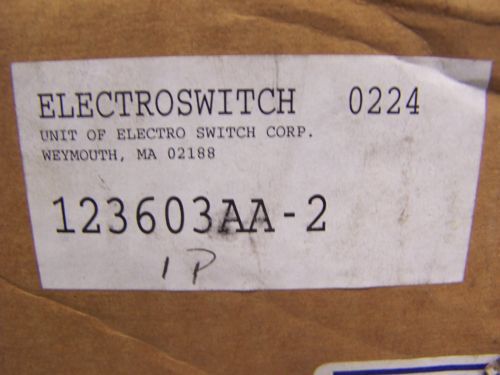 ELECTROSWITCH 0224
UNIT OF ELECTRO SWITCH CORP.
WEYMOUTH, MA 02188
123603AA-2
1P